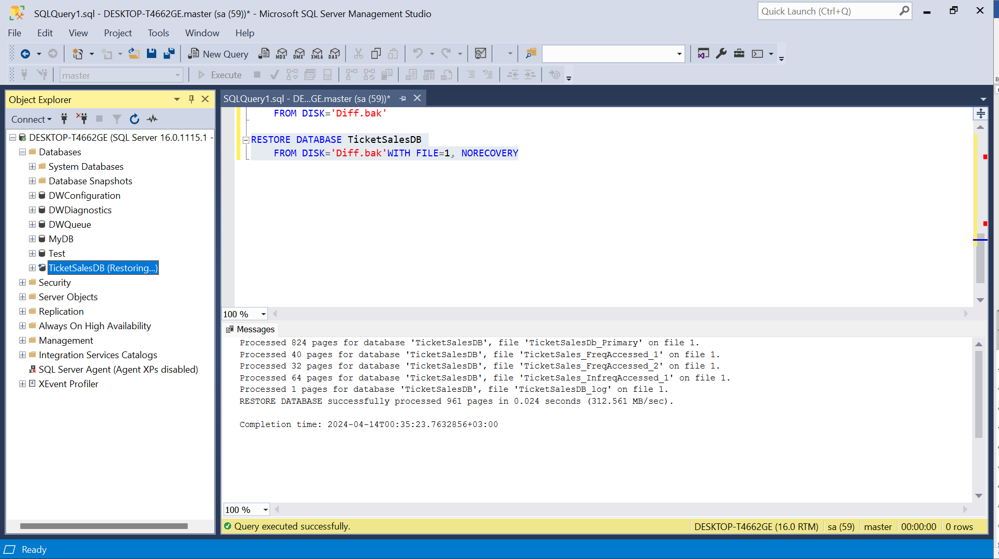 SQLQuery1.sql - DESKTOP-T4662GE.master (sa (59))* - Microsoft SQL Server Management Studio
Quick Launch (Ctrl+Q)
File Edit View Project Tools Window Help
New Query MDX DMX XMLA DAX
master Execute
Object Explorer
Connect
DESKTOP-T4662GE (SQL Server 16.0.1115.1 -
Databases
System Databases
Database Snapshots
DWConfiguration
DWDiagnostics
DWQueue
MyDB
Test
TicketSalesDB (Restoring...)
Security
Server Objects
Replication
Always On High Availability
Management
Integration Services Catalogs
SQL Server Agent (Agent XPs disabled)
XEvent Profiler
SQLQuery1.sql - DE...GE.master (sa (59))*
FROM DISK='Diff.bak'
RESTORE DATABASE TicketSalesDB
FROM DISK='Diff.bak'WITH FILE=1, NORECOVERY
100 %
Messages
Processed 824 pages for database 'TicketSalesDB', file 'TicketSalesDb_Primary' on file 1.
Processed 40 pages for database 'TicketSalesDB', file 'TicketSales_FreqAccessed_1' on file 1.
Processed 32 pages for database 'TicketSalesDB', file 'TicketSales_FreqAccessed_2' on file 1.
Processed 64 pages for database 'TicketSalesDB', file 'TicketSales_InfreqAccessed_1' on file 1.
Processed 1 pages for database 'TicketSalesDB', file 'TicketSalesDB_log' on file 1.
RESTORE DATABASE successfully processed 961 pages in 0.024 seconds (312.561 MB/sec).
Completion time: 2024-04-14T00:35:23.7632856+03:00
100 %
Query executed successfully.
DESKTOP-T4662GE (16.0 RTM) sa (59) master 00:00:00 0 rows
Ready